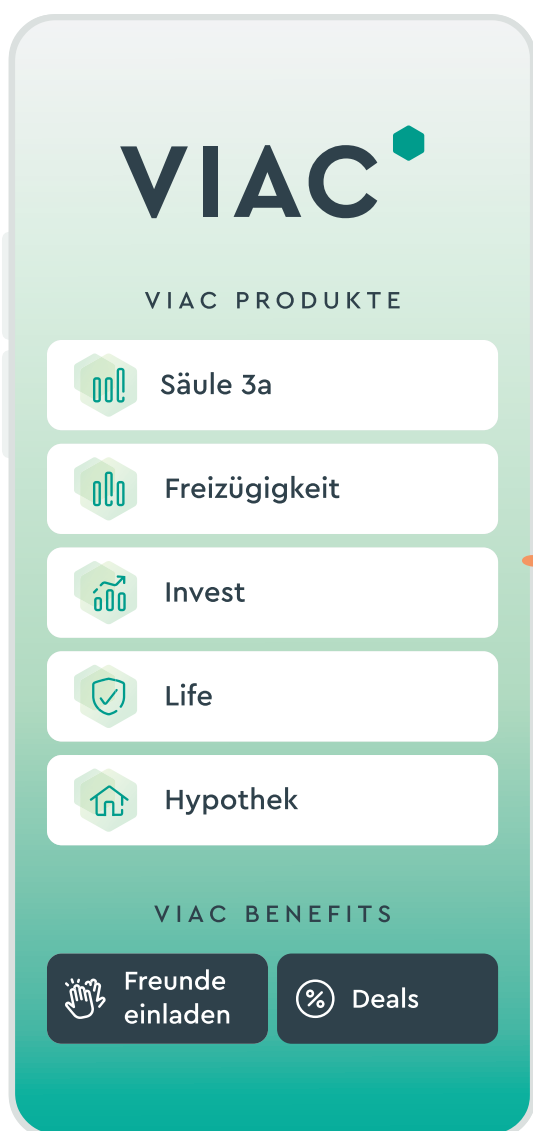 VIAC
VIAC PRODUKTE
Säule 3a
Freizügigkeit
Invest
Life
Hypothek
VIAC BENEFITS
Freunde
einladen
Deals